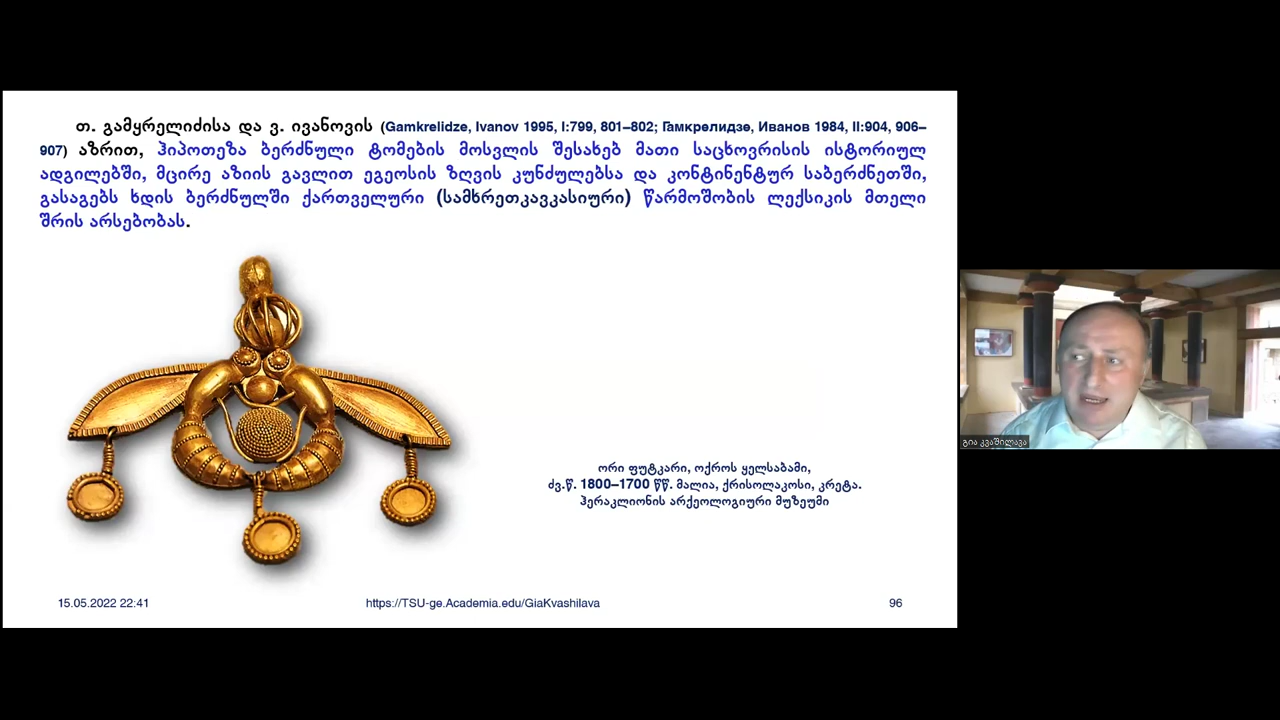 თ. გამყრელიძისა და ვ. ივანოვის (Gamkrelidze, Ivanov 1995, I:799, 801–802; Гамкрелидзе, Иванов 1984, II:904, 906–
907) აზრით, ჰიპოთეზა ბერძნული ტომების მოსვლის შესახებ მათი საცხოვრისის ისტორიულ
ადგილებში, მცირე აზიის გავლით ეგეოსის ზღვის კუნძულებსა და კონტინენტურ საბერძნეთში,
გასაგებს ხდის ბერძნულში ქართველური (სამხრეთკავკასიური) წარმოშობის ლექსიკის მთელი
შრის არსებობას.
ორი ფუტკარი, ოქროს ყელსაბამი,
ძვ.წ. 1800–1700 წწ. მალია, ქრისოლაკოსი, კრეტა.
ჰერაკლიონის არქეოლოგიური მუზეუმი
გია კვაშილავა
15.05.2022 22:41
https://TSU-ge.Academia.edu/GiaKvashilava
96